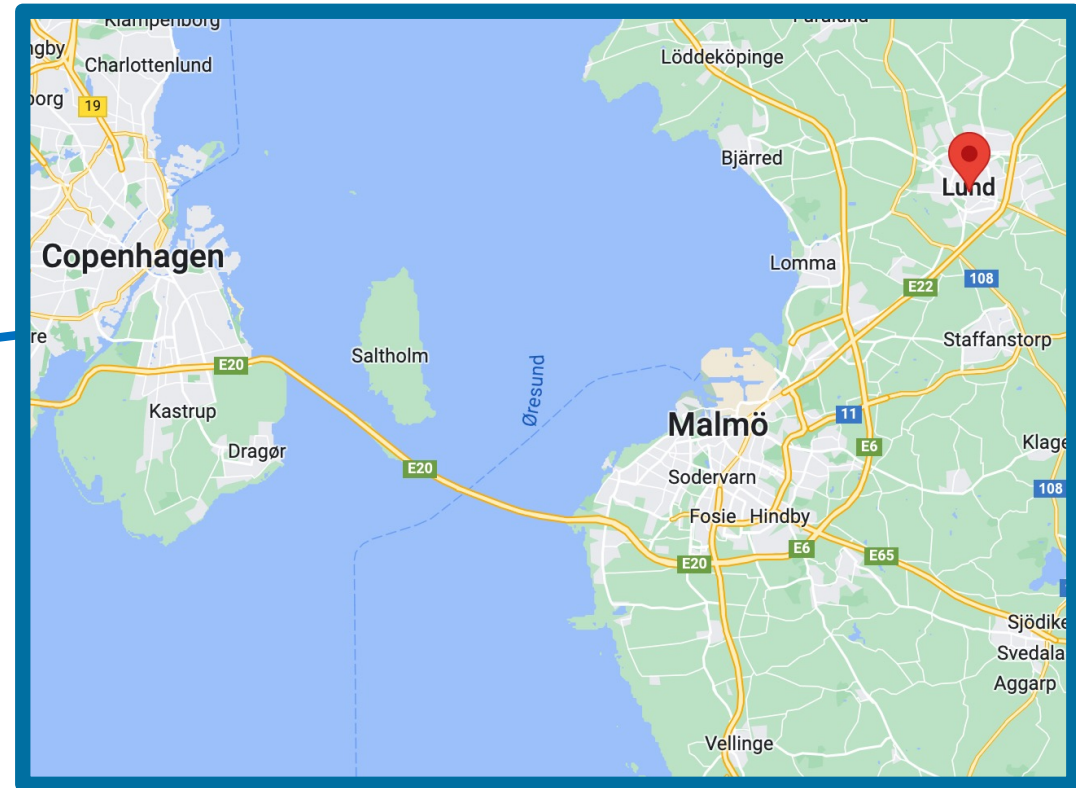 Klampenborg
Löddeköpinge
Charlottenlund
19
Bjärred
Lund
Copenhagen
Lomma
108
E22
Staffanstorp
Saltholm
E20
Øresund
Kastrup
Malmö
11
Klage
Dragør
E6
E20
Sodervarn
108
Fosie Hindby
E6
E65
E20
Sjödike
Svedala
Aggarp
Vellinge